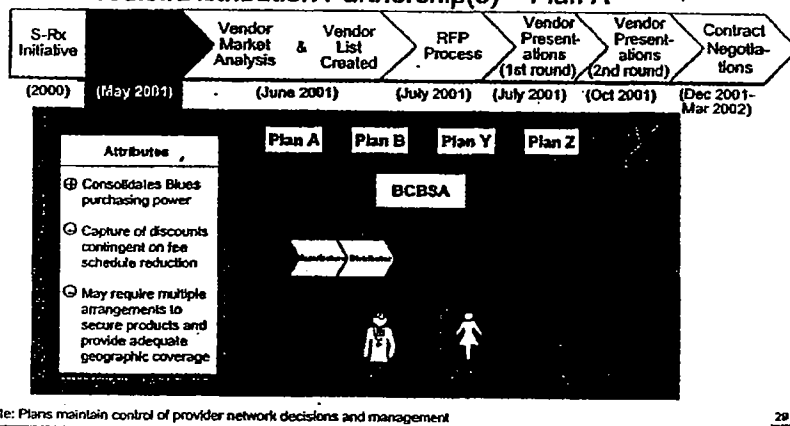 Partnership(s) - Plan A
S-Rx
Initiative
Vendor
Market
Analysis
&
Vendor
List
Created
RFP
Process
Vendor
Present-
ations
(1st round)
Vendor
Present-
ations
(2nd round)
Contract
Negotia-
tions
(2000)
(May 2001)
(June 2001)
(July 2001)
(July 2001)
(Oct 2001)
(Dec 2001-
Mar 2002)
Attributes
⊕ Consolidates Blues
purchasing power
⊖ Capture of discounts
contingent on fee
schedule reduction
⊖ May require multiple
arrangements to
secure products and
provide adequate
geographic coverage
Plan A
Plan B
Plan Y
Plan Z
BCBSA
Distributor
Plans maintain control of provider network decisions and management
29